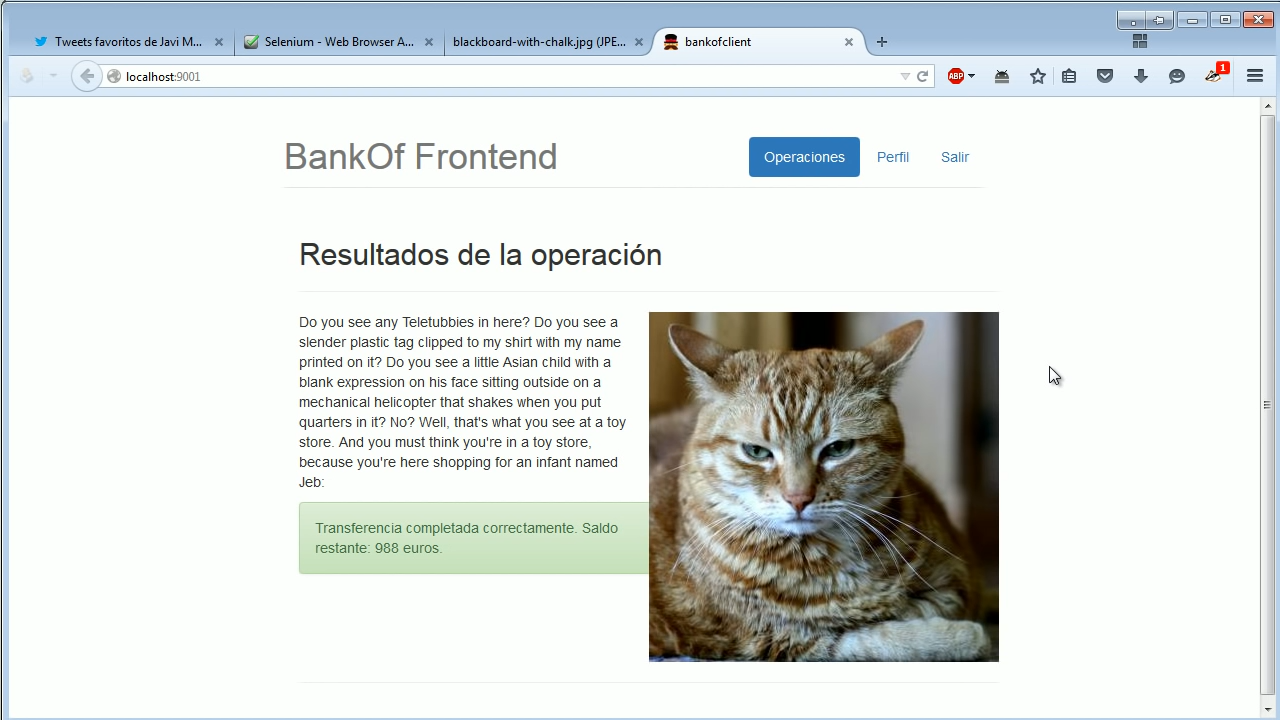 Tweets favoritos de Javi M...
Selenium - Web Browser A...
blackboard-with-chalk.jpg (JPE...
bankofclient
localhost:9001
ABP
1
BankOf Frontend
Operaciones
Perfil
Salir
Resultados de la operación
Do you see any Teletubbies in here? Do you see a
slender plastic tag clipped to my shirt with my name
printed on it? Do you see a little Asian child with a
blank expression on his face sitting outside on a
mechanical helicopter that shakes when you put
quarters in it? No? Well, that's what you see at a toy
store. And you must think you're in a toy store,
because you're here shopping for an infant named
Jeb:
Transferencia completada correctamente. Saldo
restante: 988 euros.